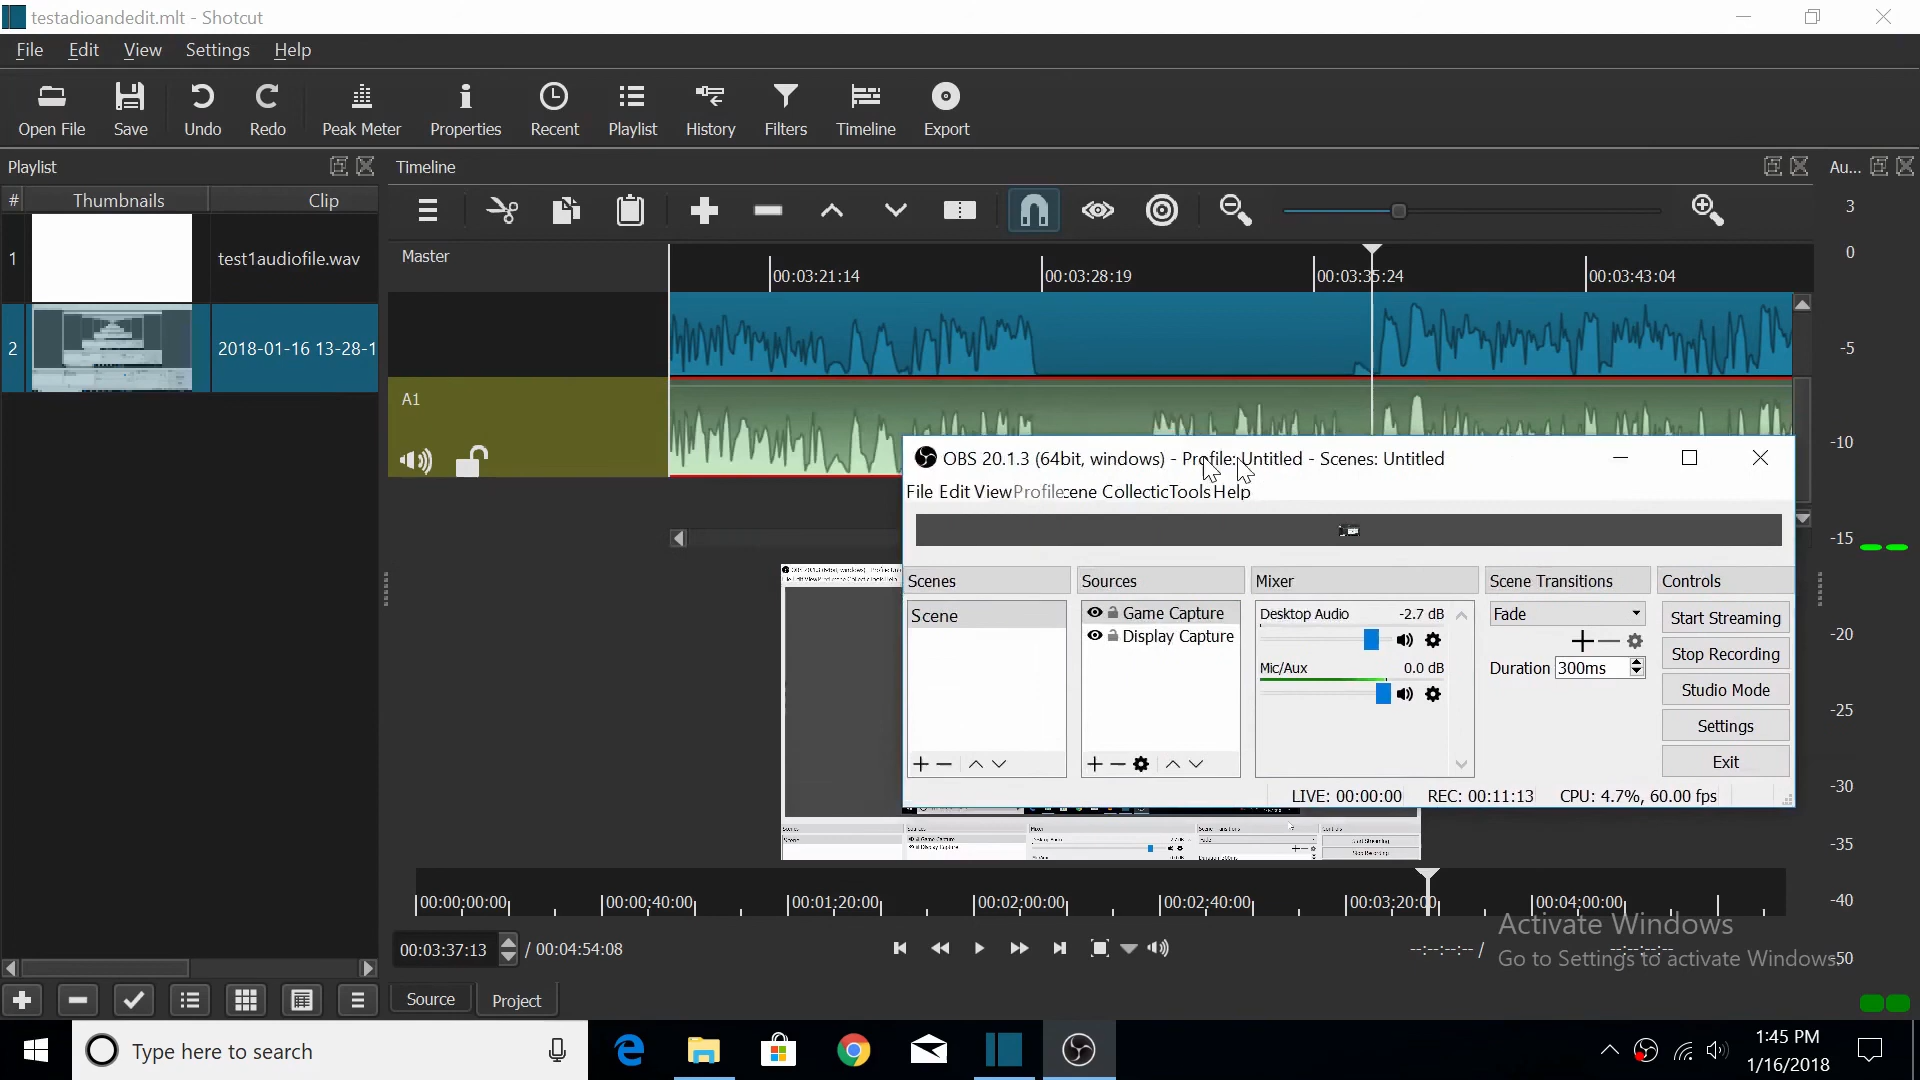 testadioandedit.mlt - Shotcut
File Edit View Settings Help
Open File Save Undo Redo Peak Meter Properties Recent Playlist History Filters Timeline Export
Playlist
Timeline
Au...
# Thumbnails Clip
1 test1audiofile.wav
2 2018-01-16 13-28-1
Master
00:03:21:14 00:03:28:19 00:03:35:24 00:03:43:04
A1
3
0
-5
-10
-15
-20
-25
-30
-35
-40
-50
OBS 20.1.3 (64bit, windows) - Profile: Untitled - Scenes: Untitled
File Edit View Profile cene Collectic Tools Help
Scenes Sources Mixer Scene Transitions Controls
Scene
Game Capture
Display Capture
Desktop Audio -2.7 dB
Mic/Aux 0.0 dB
Fade
Duration 300ms
Start Streaming
Stop Recording
Studio Mode
Settings
Exit
LIVE: 00:00:00 REC: 00:11:13 CPU: 4.7%, 60.00 fps
00:00:00:00 00:00:40:00 00:01:20:00 00:02:00:00 00:02:40:00 00:03:20:00 00:04:00:00
00:03:37:13 / 00:04:54:08
--:--:--:-- / --:--:--:--
Activate Windows
Go to Settings to activate Windows.
Source Project
Type here to search
1:45 PM
1/16/2018